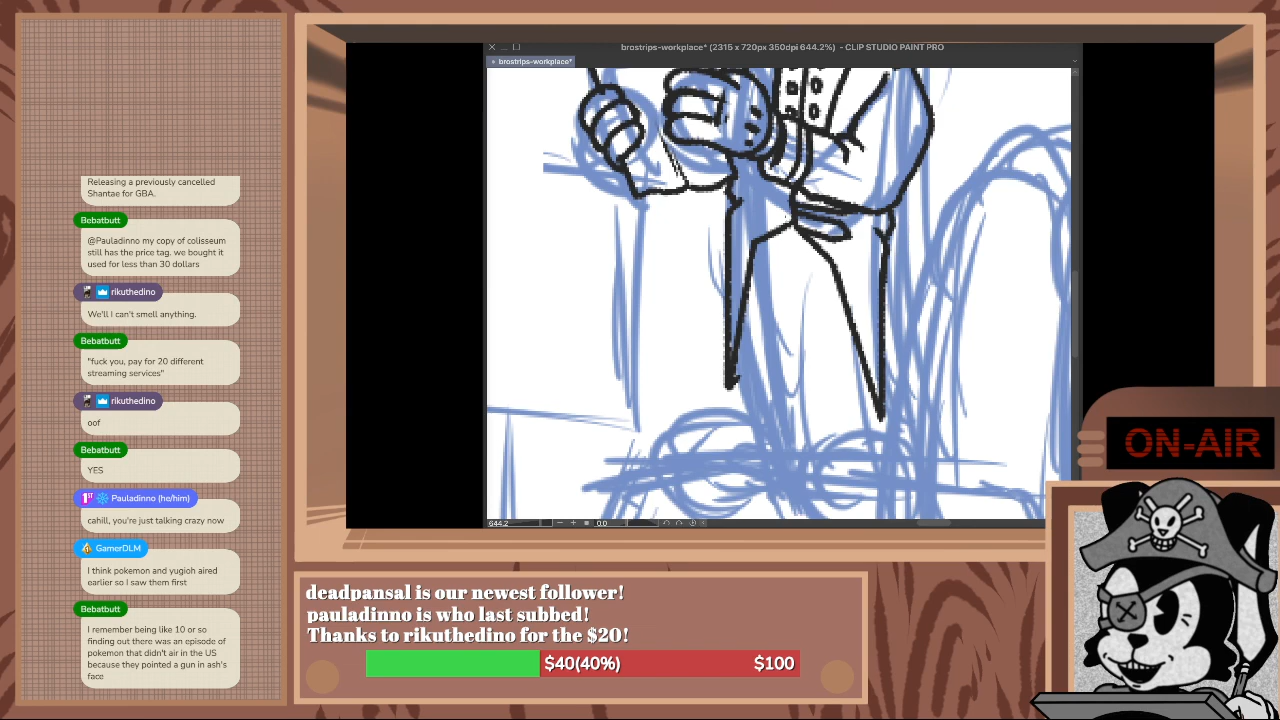 Releasing a previously cancelled
Shantae for GBA.
Bebatbutt
@Pauladinno my copy of colisseum
still has the price tag. we bought it
used for less than 30 dollars
rikuthedino
We'll I can't smell anything.
Bebatbutt
"fuck you, pay for 20 different
streaming services"
rikuthedino
oof
Bebatbutt
YES
1ST Pauladinno (he/him)
cahill, you're just talking crazy now
GamerDLM
I think pokemon and yugioh aired
earlier so I saw them first
Bebatbutt
I remember being like 10 or so
finding out there was an episode of
pokemon that didn't air in the US
because they pointed a gun in ash's
face
brostrips-workplace* (2315 x 720px 350dpi 644.2%) - CLIP STUDIO PAINT PRO
brostrips-workplace*
644.2
0.0
ON-AIR
deadpansal is our newest follower!
pauladinno is who last subbed!
Thanks to rikuthedino for the $20!
$40(40%) $100